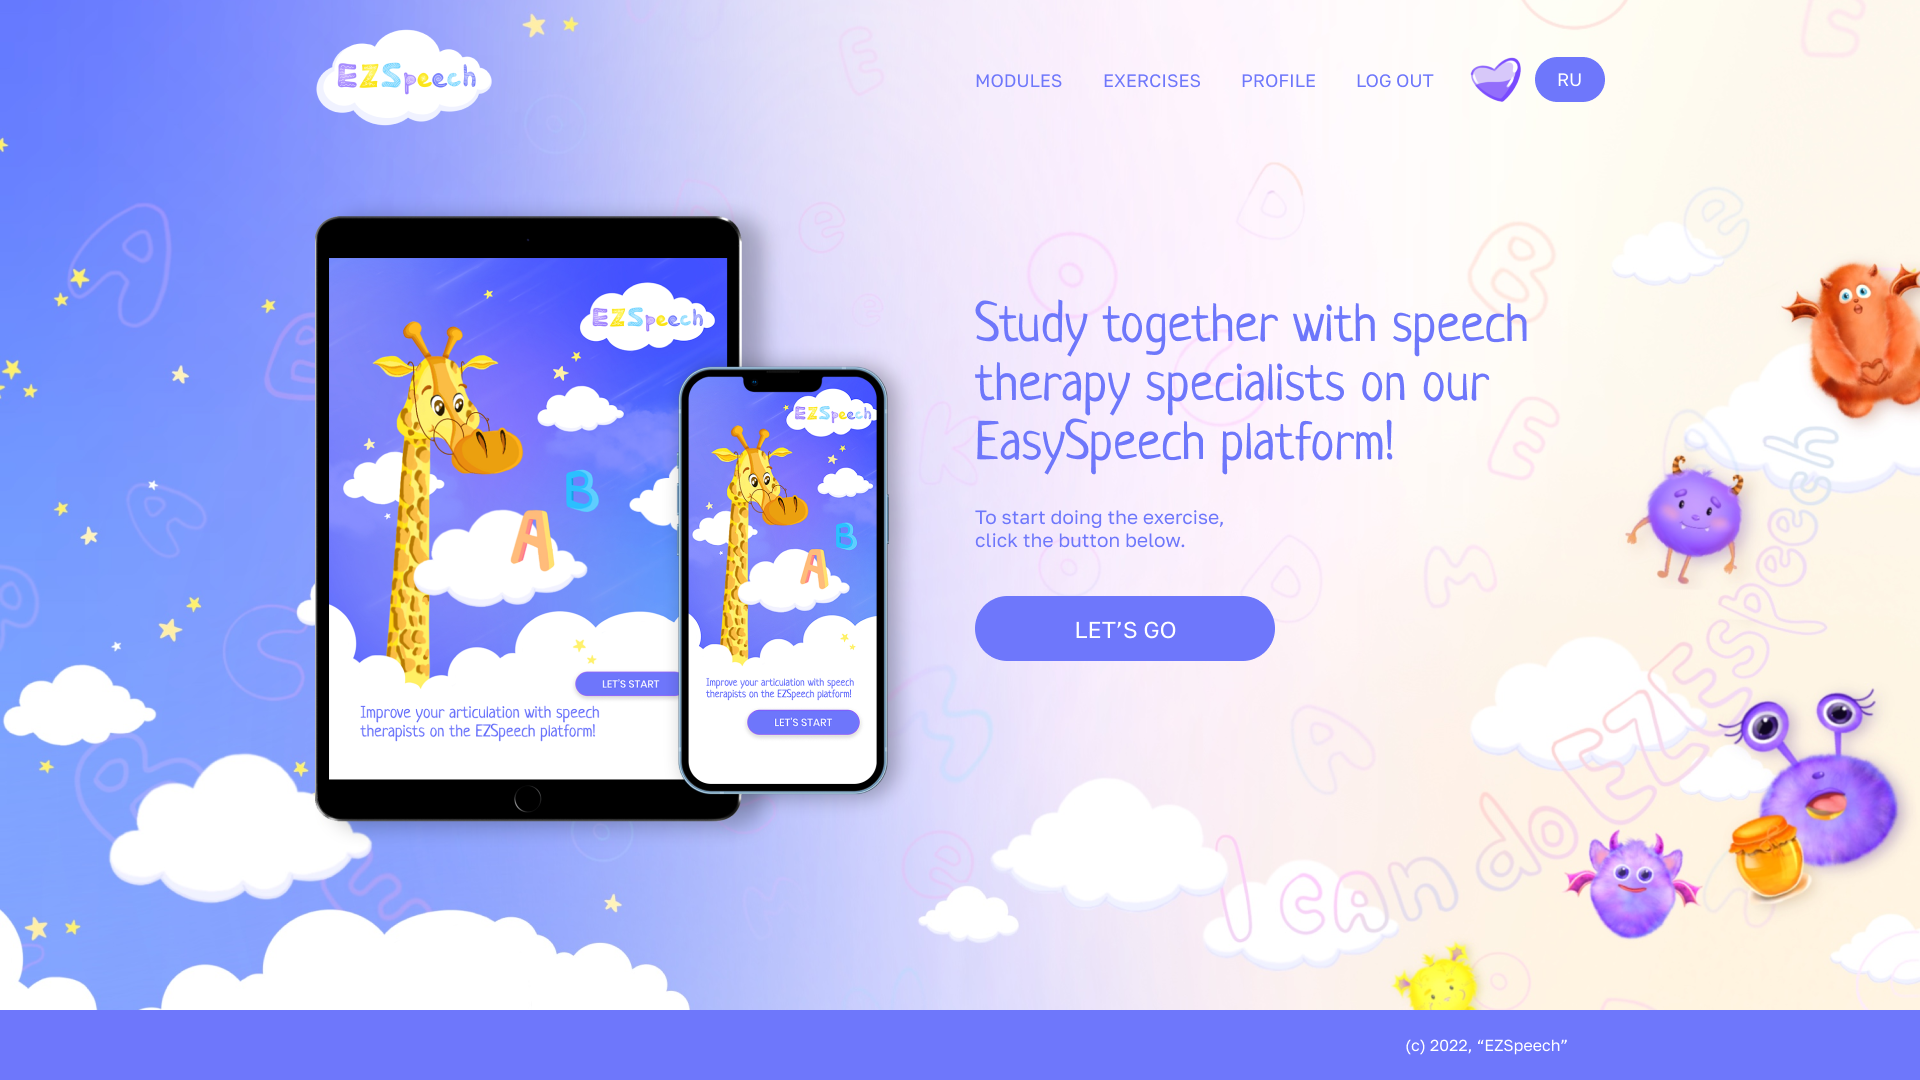 EZSpeech
MODULES
EXERCISES
PROFILE
LOG OUT
RU
EZSpeech
B
A
LET'S START
Improve your articulation with speech
therapists on the EZSpeech platform!
EZSpeech
B
A
Improve your articulation with speech
therapists on the EZSpeech platform!
LET'S START
Study together with speech
therapy specialists on our
EasySpeech platform!
To start doing the exercise,
click the button below.
LET’S GO
I can do EZESpeech
(c) 2022, “EZSpeech”